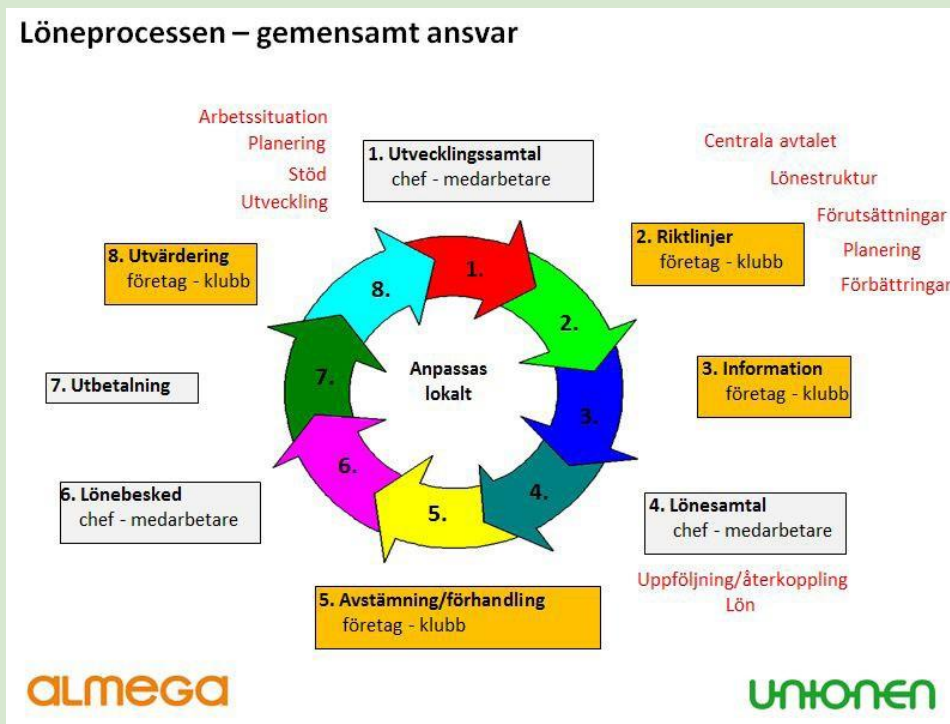 Löneprocessen – gemensamt ansvar
Arbetssituation
Planering
Stöd
Utveckling
1. Utvecklingssamtal
chef - medarbetare
Centrala avtalet
Lönestruktur
Förutsättningar
Planering
Förbättringar
2. Riktlinjer
företag - klubb
3. Information
företag - klubb
4. Lönesamtal
chef - medarbetare
Uppföljning/återkoppling
Lön
5. Avstämning/förhandling
företag - klubb
6. Lönebesked
chef - medarbetare
7. Utbetalning
8. Utvärdering
företag - klubb
1.
2.
3.
4.
5.
6.
7.
8.
Anpassas
lokalt
almega
unionen